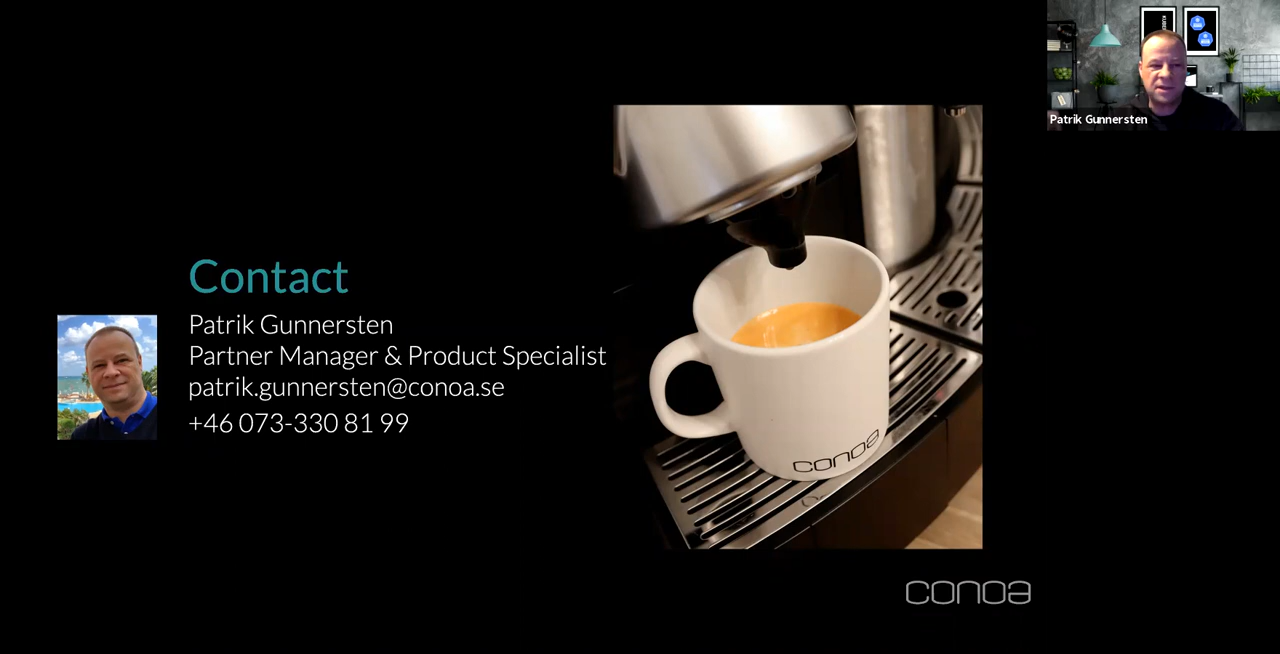 Patrik Gunnersten
Contact
Patrik Gunnersten
Partner Manager & Product Specialist
patrik.gunnersten@conoa.se
+46 073-330 81 99
conoa
conoa